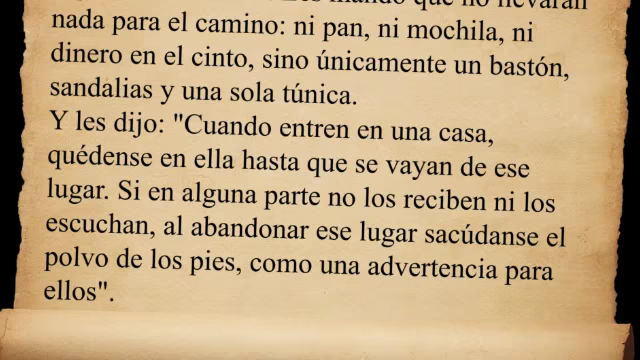 que no llevaran
nada para el camino: ni pan, ni mochila, ni
dinero en el cinto, sino únicamente un bastón,
sandalias y una sola túnica.
Y les dijo: "Cuando entren en una casa,
quédense en ella hasta que se vayan de ese
lugar. Si en alguna parte no los reciben ni los
escuchan, al abandonar ese lugar sacúdanse el
polvo de los pies, como una advertencia para
ellos".